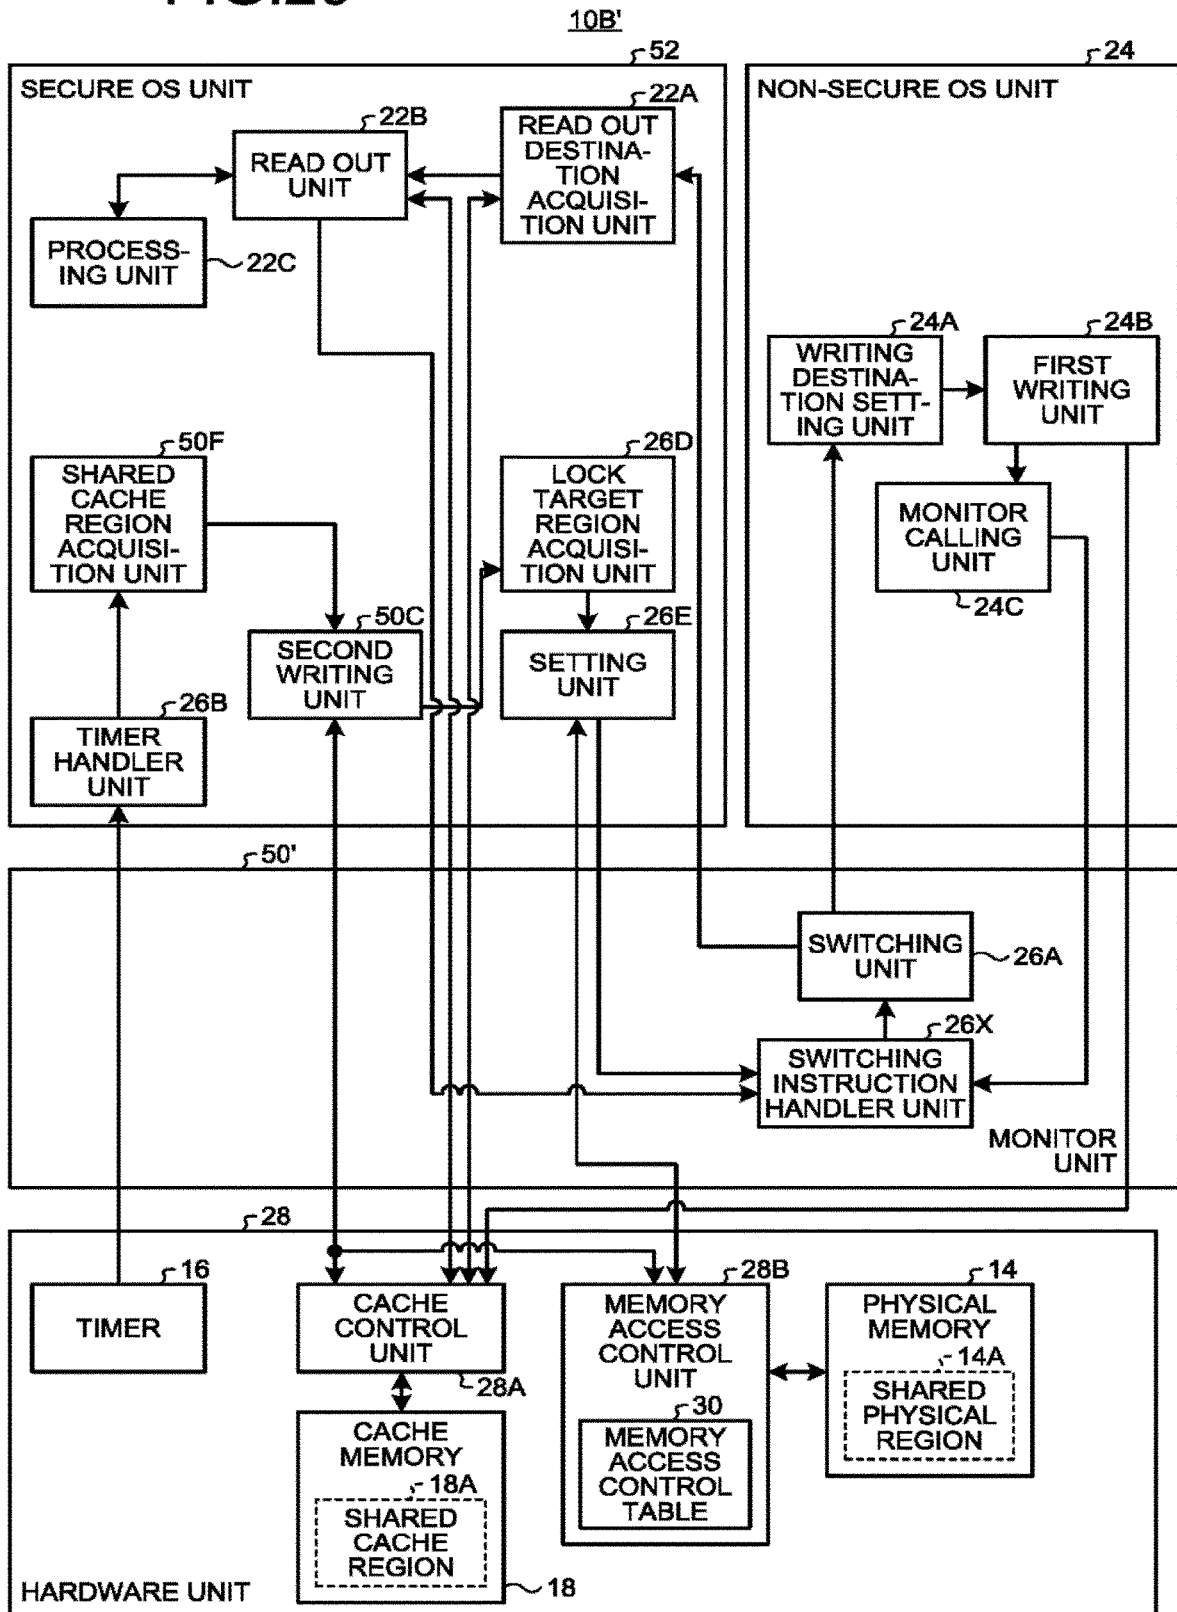 10B'
52
SECURE OS UNIT
22B
READ OUT
UNIT
22A
READ OUT
DESTINA-
TION
ACQUISI-
TION UNIT
PROCESS-
ING UNIT
22C
50F
SHARED
CACHE
REGION
ACQUISI-
TION UNIT
26D
LOCK
TARGET
REGION
ACQUISI-
TION UNIT
50C
SECOND
WRITING
UNIT
26E
SETTING
UNIT
26B
TIMER
HANDLER
UNIT
24
NON-SECURE OS UNIT
24A
WRITING
DESTINA-
TION SETT-
ING UNIT
24B
FIRST
WRITING
UNIT
MONITOR
CALLING
UNIT
24C
50'
SWITCHING
UNIT
26A
26X
SWITCHING
INSTRUCTION
HANDLER UNIT
MONITOR
UNIT
28
16
TIMER
CACHE
CONTROL
UNIT
28A
CACHE
MEMORY
18A
SHARED
CACHE
REGION
18
28B
MEMORY
ACCESS
CONTROL
UNIT
30
MEMORY
ACCESS
CONTROL
TABLE
14
PHYSICAL
MEMORY
14A
SHARED
PHYSICAL
REGION
HARDWARE UNIT